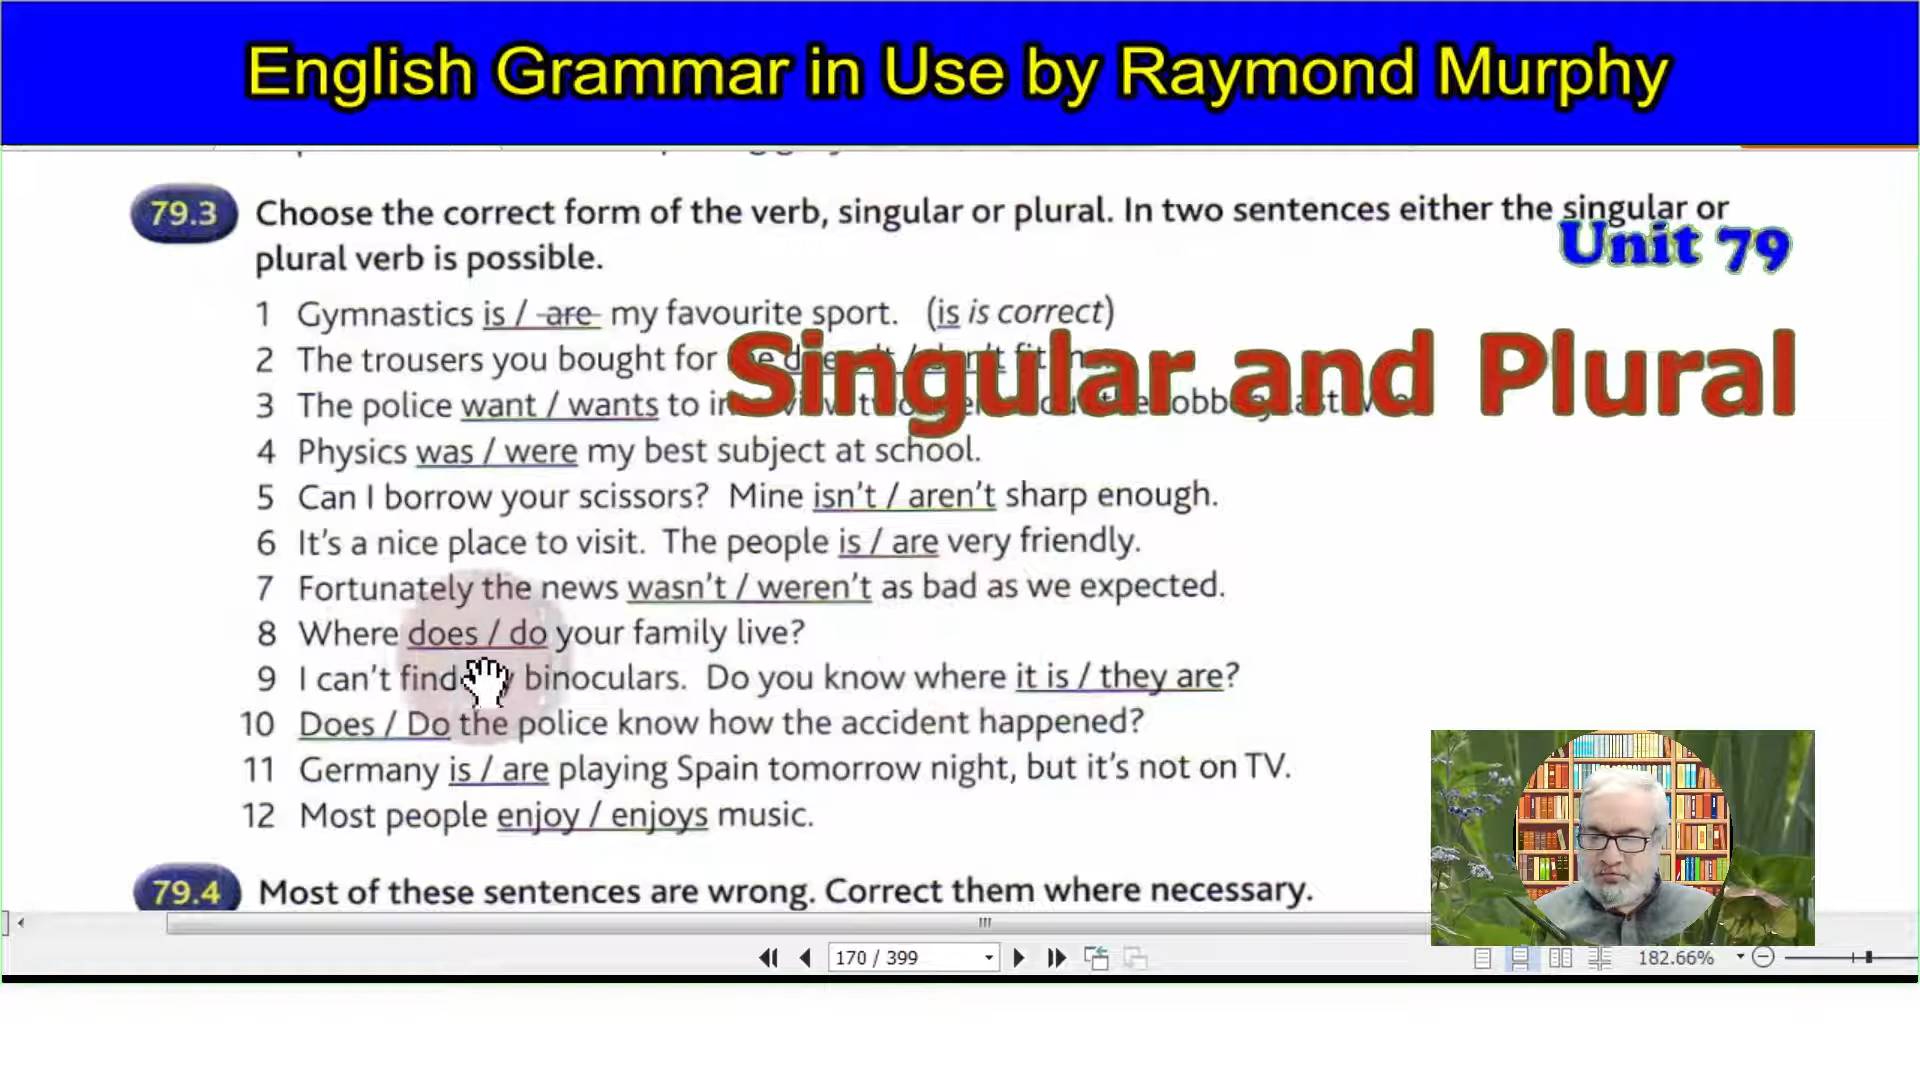 English Grammar in Use by Raymond Murphy
79.3 Choose the correct form of the verb, singular or plural. In two sentences either the singular or
plural verb is possible.
Unit 79
1 Gymnastics is / are my favourite sport. (is is correct)
Singular and Plural
2 The trousers you bought for
3 The police want / wants to
4 Physics was / were my best subject at school.
5 Can I borrow your scissors? Mine isn't / aren't sharp enough.
6 It's a nice place to visit. The people is / are very friendly.
7 Fortunately the news wasn't / weren't as bad as we expected.
8 Where does / do your family live?
9 I can't find binoculars. Do you know where it is / they are?
10 Does / Do the police know how the accident happened?
11 Germany is / are playing Spain tomorrow night, but it's not on TV.
12 Most people enjoy / enjoys music.
79.4 Most of these sentences are wrong. Correct them where necessary.
170 / 399
182.66%